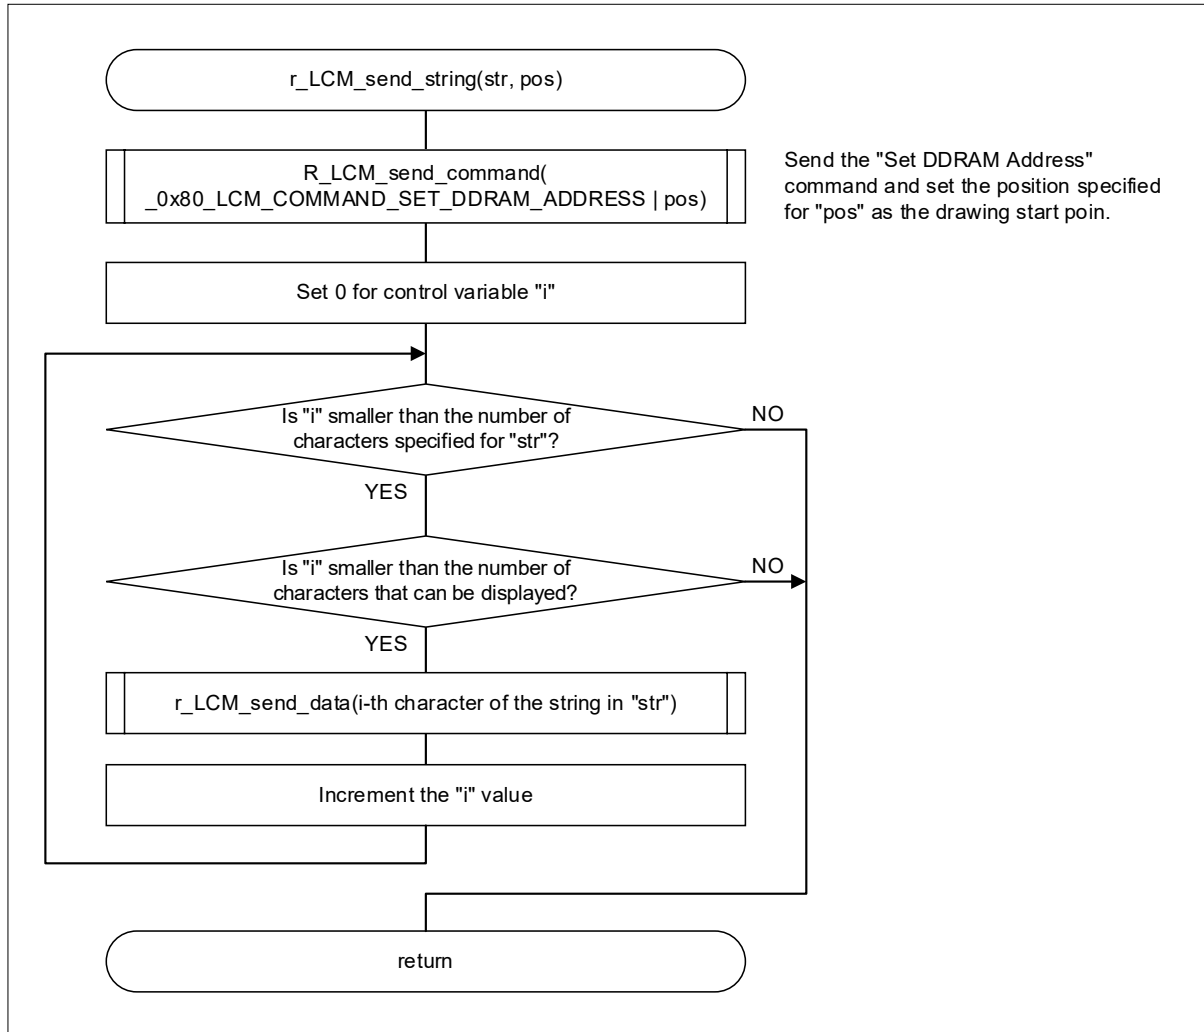 r_LCM_send_string(str, pos)
R_LCM_send_command(
_0x80_LCM_COMMAND_SET_DDRAM_ADDRESS | pos)
Send the "Set DDRAM Address"
command and set the position specified
for "pos" as the drawing start poin.
Set 0 for control variable "i"
Is "i" smaller than the number of
characters specified for "str"?
NO
YES
Is "i" smaller than the number of
characters that can be displayed?
NO
YES
r_LCM_send_data(i-th character of the string in "str")
Increment the "i" value
return